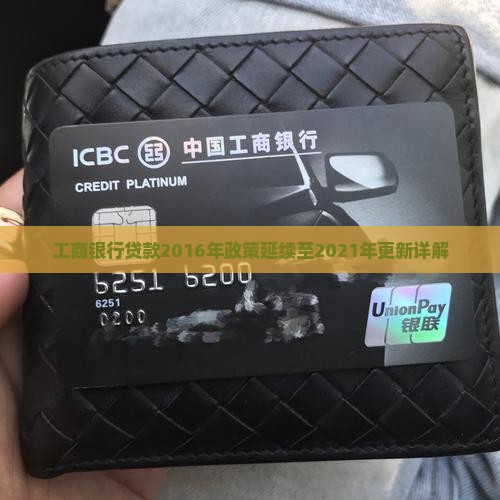 ICBC 中国工商银行
CREDIT PLATINUM
工商银行贷款2016年政策延续至2021年更新详解
6251 6200
6251
0200
UnionPay
银联